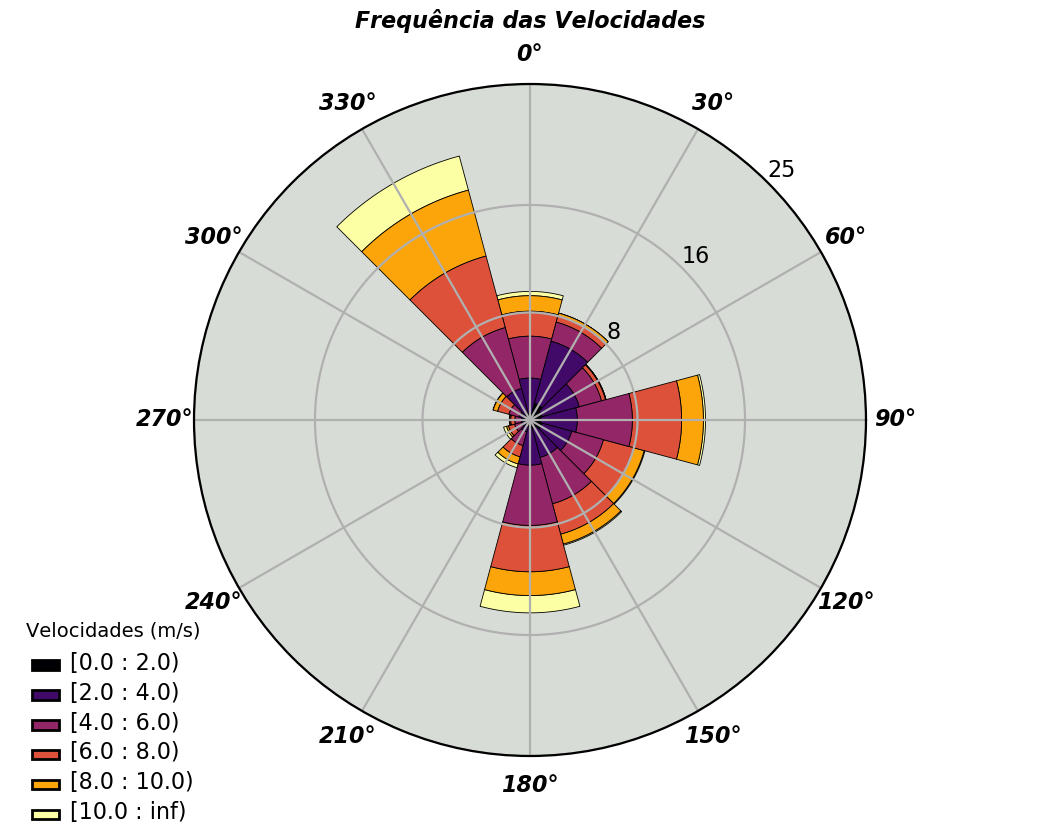 Frequência das Velocidades
0°
30°
330°
25
60°
300°
16
8
90°
270°
120°
240°
150°
210°
180°
Velocidades (m/s)
[0.0 : 2.0)
[2.0 : 4.0)
[4.0 : 6.0)
[6.0 : 8.0)
[8.0 : 10.0)
[10.0 : inf)